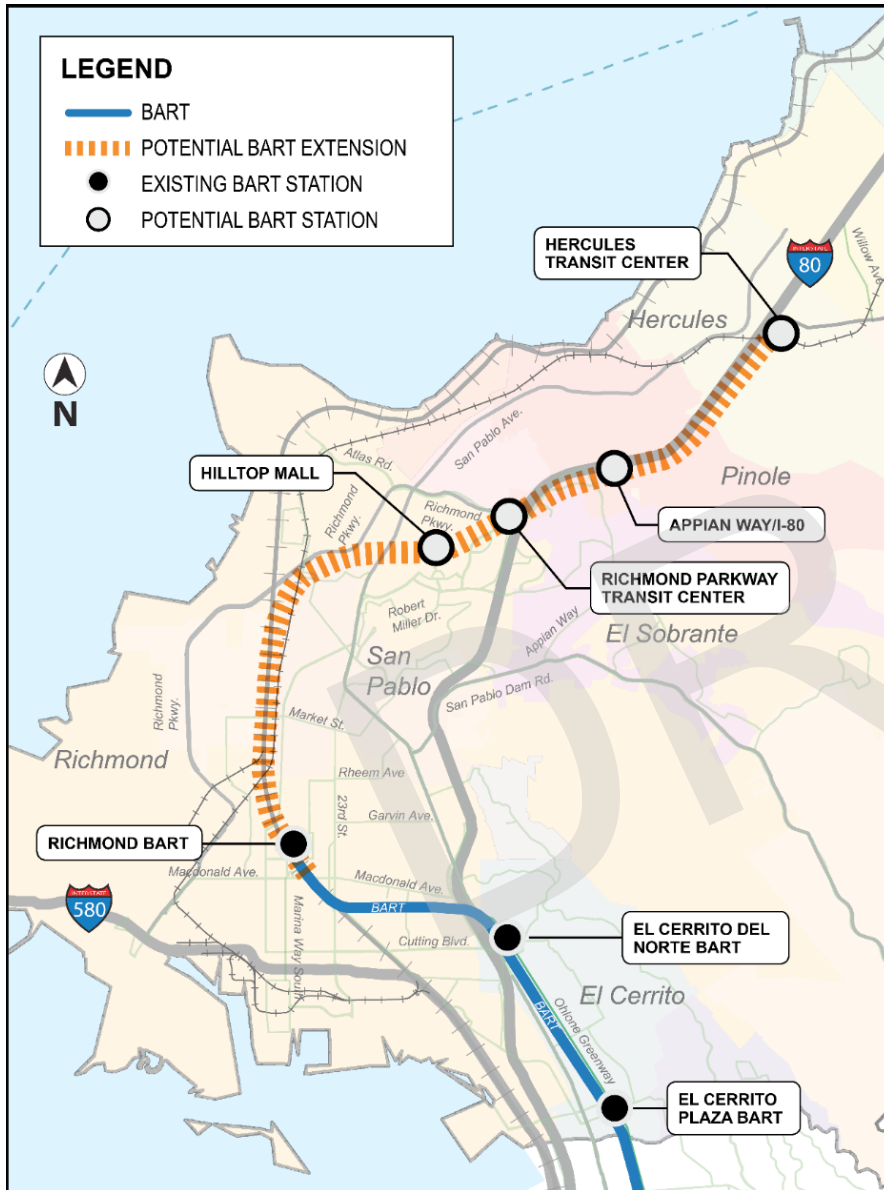 LEGEND
BART
POTENTIAL BART EXTENSION
EXISTING BART STATION
POTENTIAL BART STATION
HERCULES
TRANSIT CENTER
INTERSTATE
80
Willow Ave
Hercules
N
San Pablo Ave.
Atlas Rd.
HILLTOP MALL
Richmond
Pkwy.
Richmond
Pkwy.
Pinole
APPIAN WAY/I-80
RICHMOND PARKWAY
TRANSIT CENTER
Robert
Miller Dr.
Appian Way
El Sobrante
San
Pablo
San Pablo Dam Rd.
Richmond
Pkwy.
Market St.
Richmond
Rheem Ave
23rd St.
Garvin Ave.
RICHMOND BART
Macdonald Ave.
Macdonald Ave.
INTERSTATE
580
BART
Marina Way South
Cutting Blvd.
EL CERRITO DEL
NORTE BART
El Cerrito
BART
Ohlone Greenway
EL CERRITO
PLAZA BART
DR